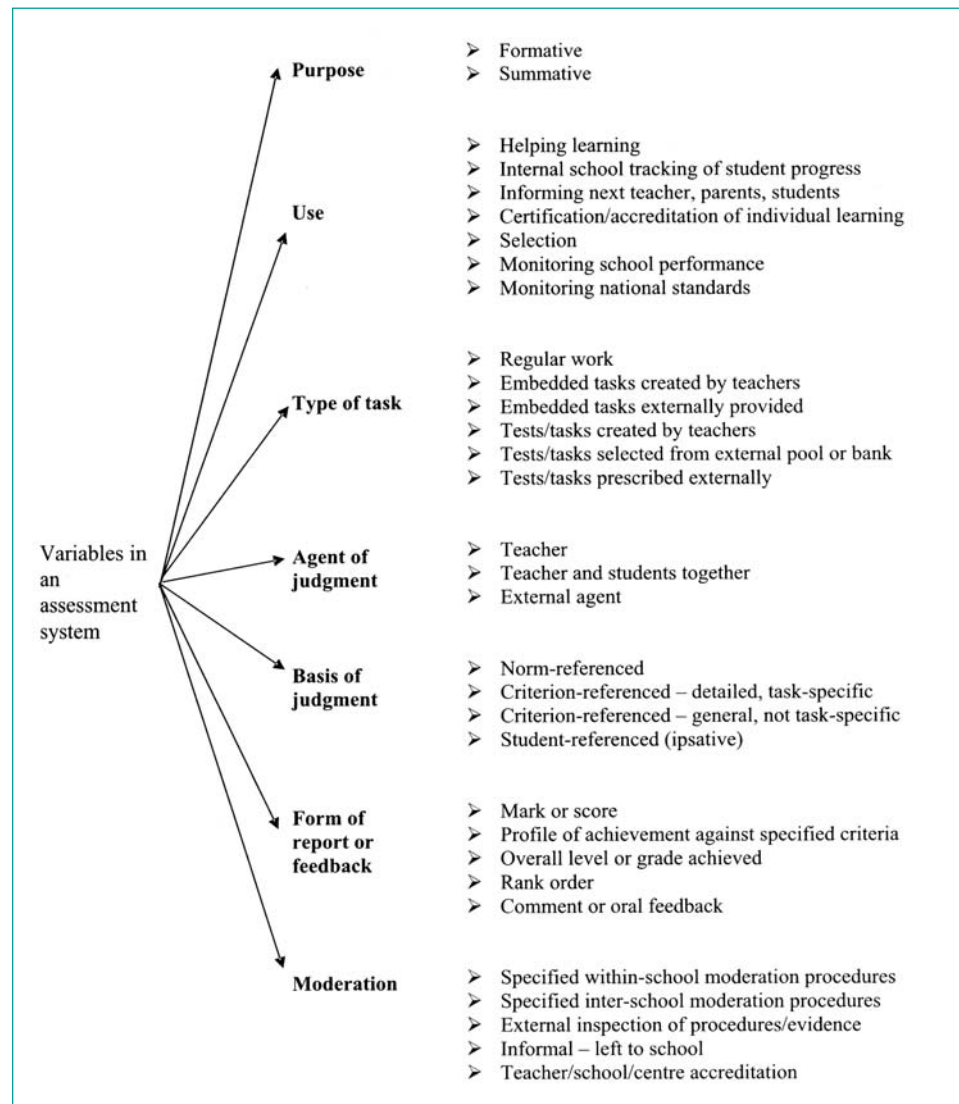 Purpose
➢ Formative
➢ Summative
Use
➢ Helping learning
➢ Internal school tracking of student progress
➢ Informing next teacher, parents, students
➢ Certification/accreditation of individual learning
➢ Selection
➢ Monitoring school performance
➢ Monitoring national standards
Type of task
➢ Regular work
➢ Embedded tasks created by teachers
➢ Embedded tasks externally provided
➢ Tests/tasks created by teachers
➢ Tests/tasks selected from external pool or bank
➢ Tests/tasks prescribed externally
Variables in
an
assessment
system
Agent of
judgment
➢ Teacher
➢ Teacher and students together
➢ External agent
Basis of
judgment
➢ Norm-referenced
➢ Criterion-referenced – detailed, task-specific
➢ Criterion-referenced – general, not task-specific
➢ Student-referenced (ipsative)
Form of
report or
feedback
➢ Mark or score
➢ Profile of achievement against specified criteria
➢ Overall level or grade achieved
➢ Rank order
➢ Comment or oral feedback
Moderation
➢ Specified within-school moderation procedures
➢ Specified inter-school moderation procedures
➢ External inspection of procedures/evidence
➢ Informal – left to school
➢ Teacher/school/centre accreditation